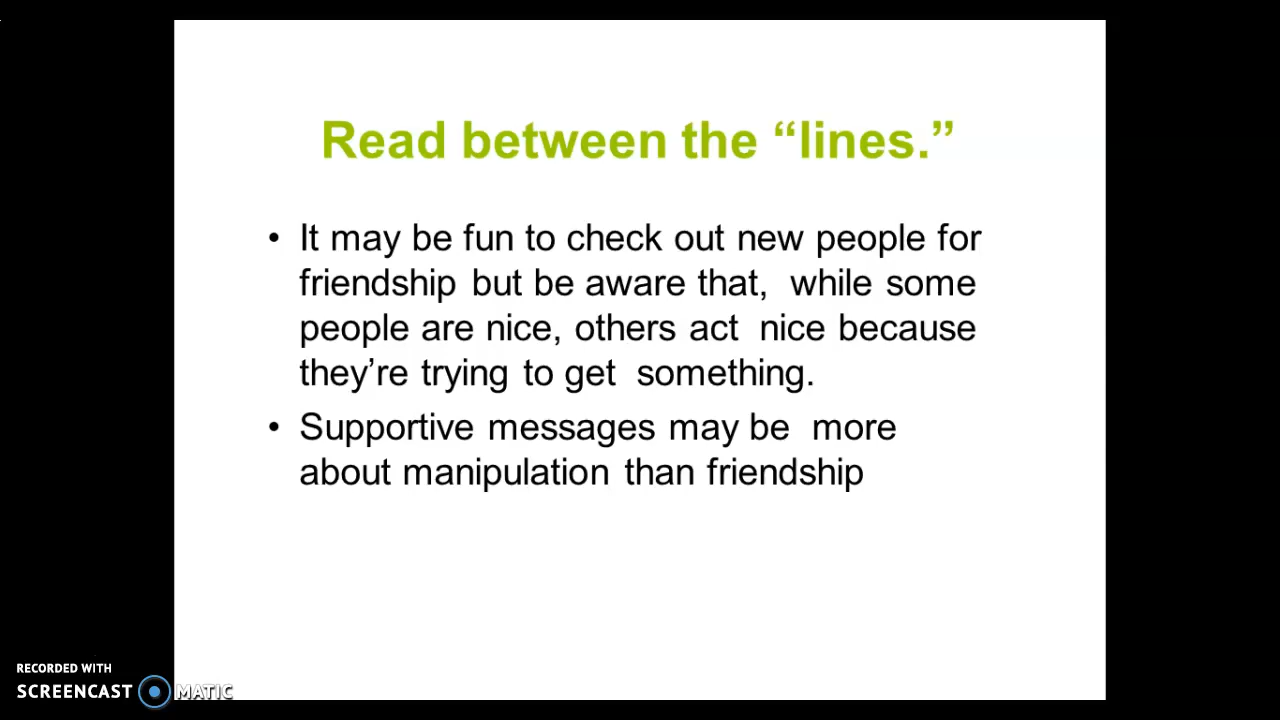 Read between the “lines.”
• It may be fun to check out new people for
friendship but be aware that,  while some
people are nice, others act  nice because
they’re trying to get  something.
• Supportive messages may be  more
about manipulation than friendship
RECORDED WITH
SCREENCAST MATIC